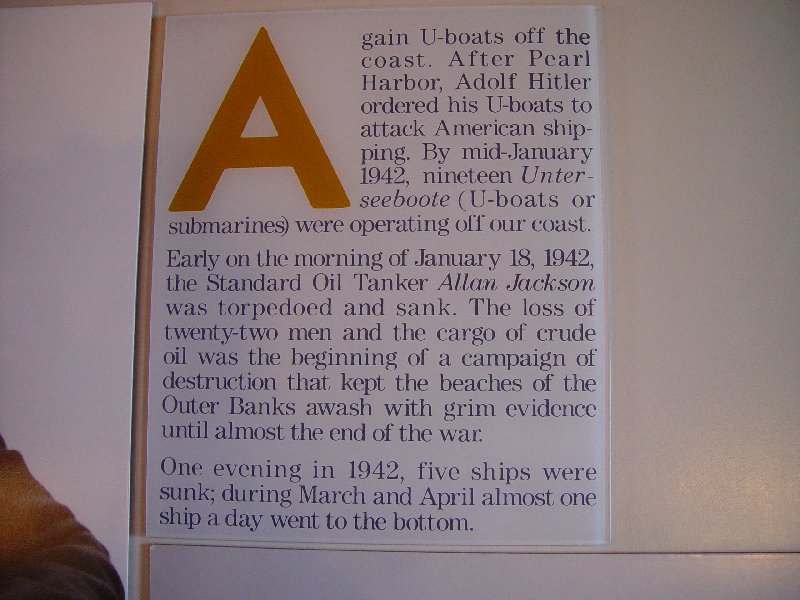 Again U-boats off the
coast. After Pearl
Harbor, Adolf Hitler
ordered his U-boats to
attack American ship-
ping. By mid-January
1942, nineteen Unter-
seeboote (U-boats or
submarines) were operating off our coast.
Early on the morning of January 18, 1942,
the Standard Oil Tanker Allan Jackson
was torpedoed and sank. The loss of
twenty-two men and the cargo of crude
oil was the beginning of a campaign of
destruction that kept the beaches of the
Outer Banks awash with grim evidence
until almost the end of the war.
One evening in 1942, five ships were
sunk; during March and April almost one
ship a day went to the bottom.